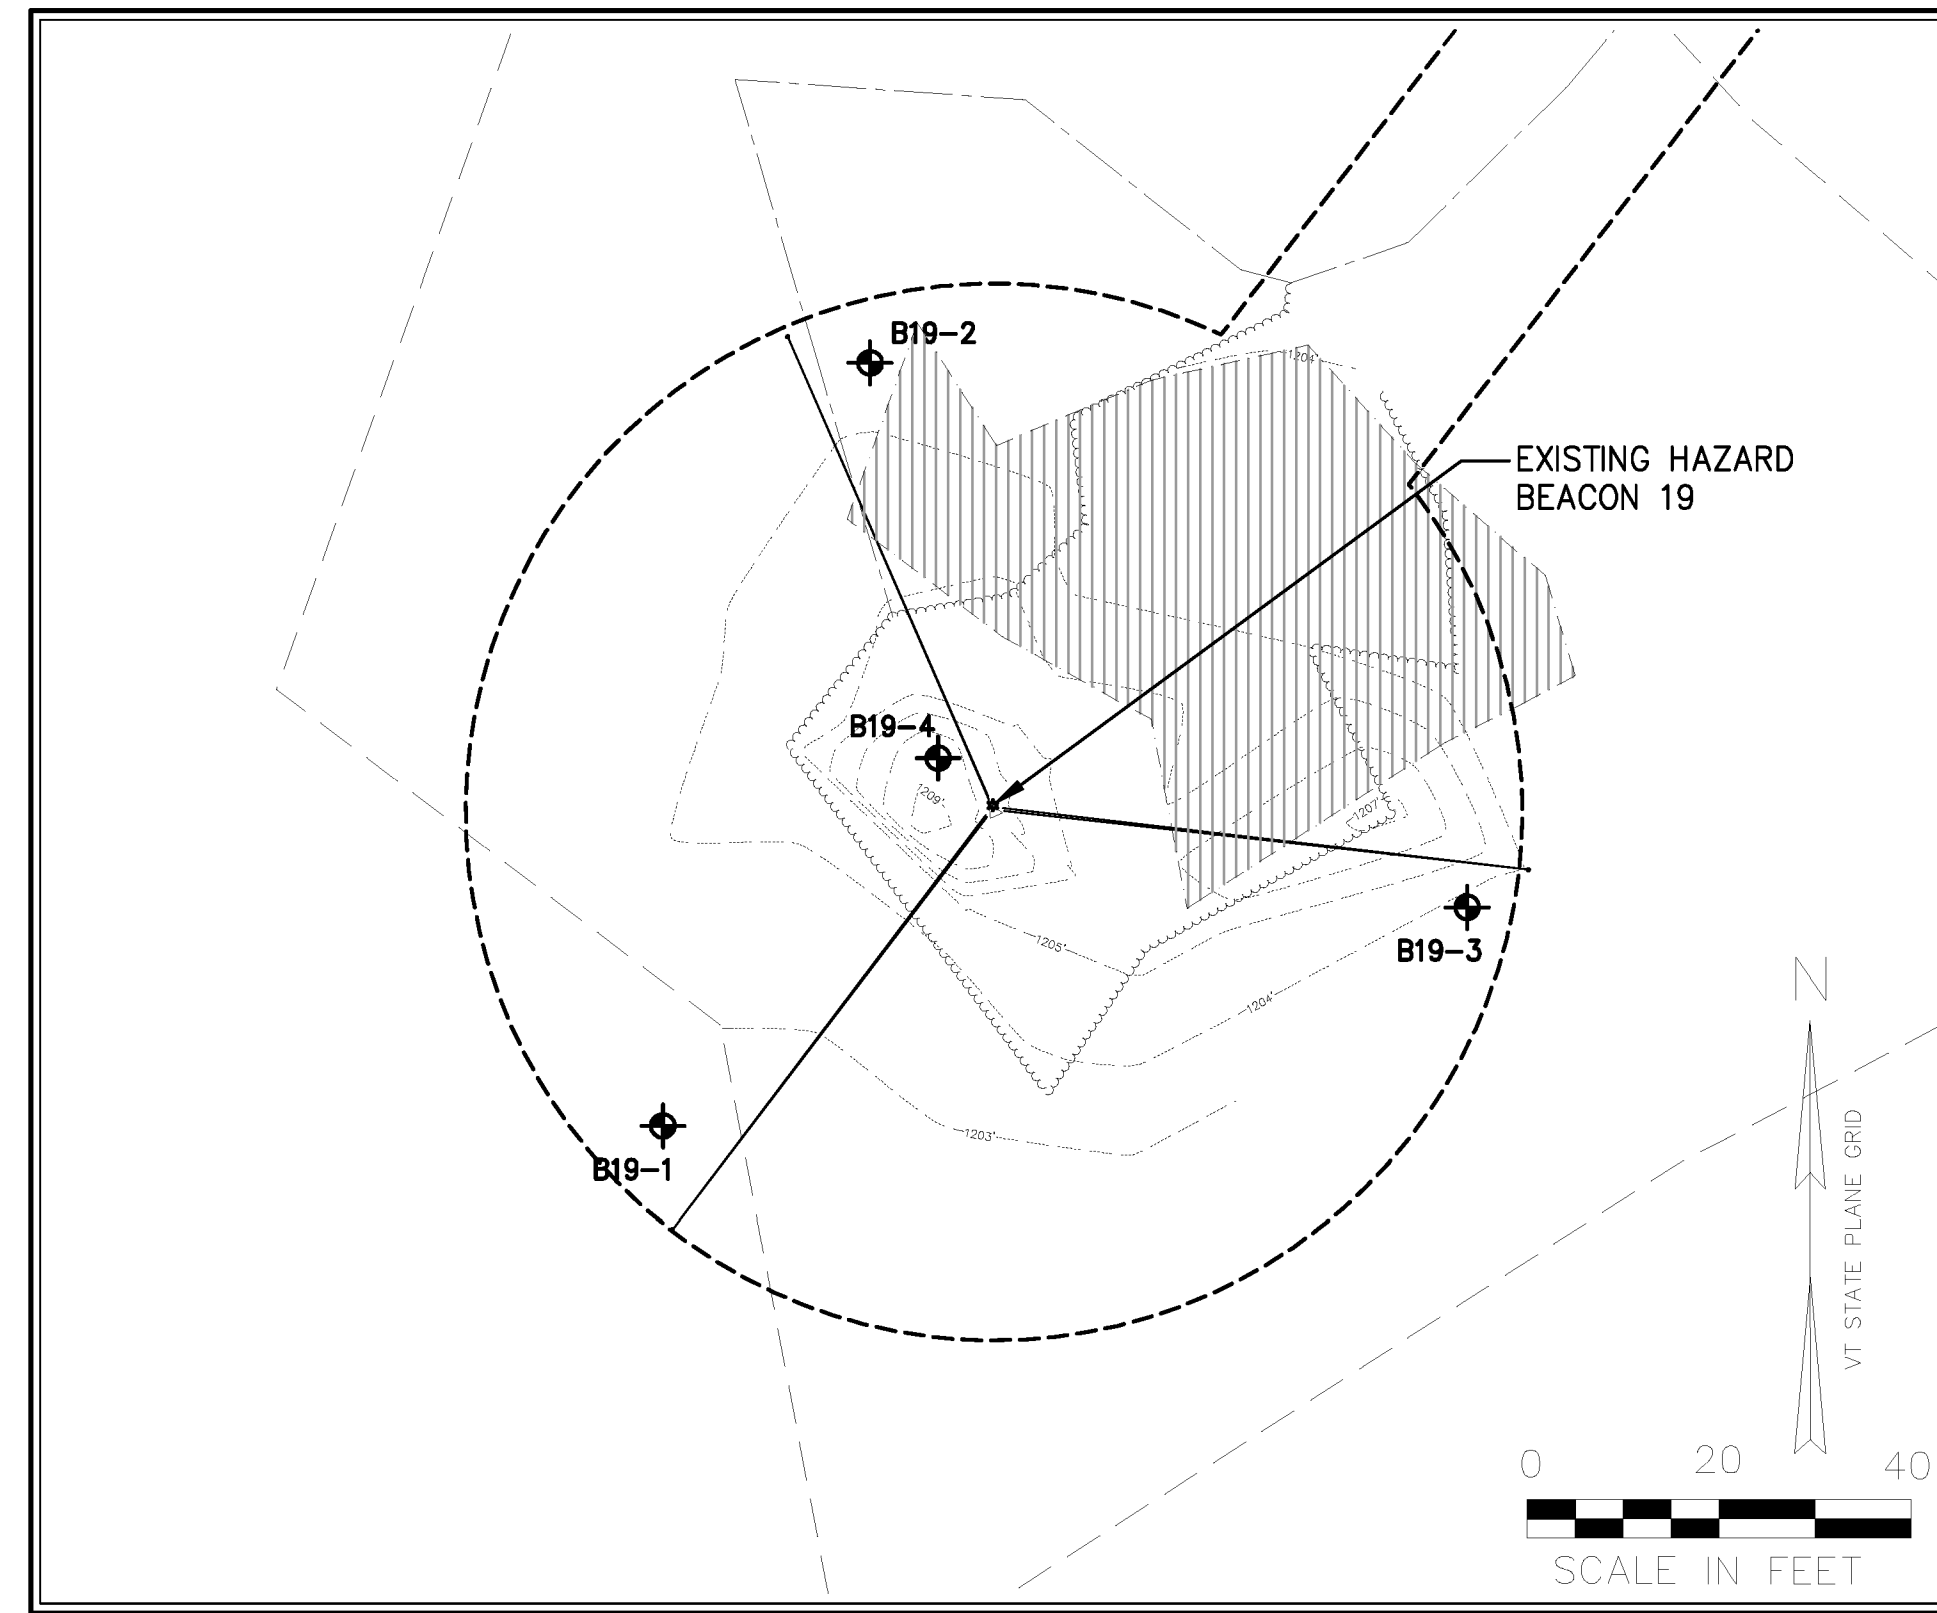 B19-2
1204'
EXISTING HAZARD
BEACON 19
B19-4
1209'
1207'
B19-3
1205'
1204'
N
B19-1
1203'
VT STATE PLANE GRID
0 20 40
SCALE IN FEET